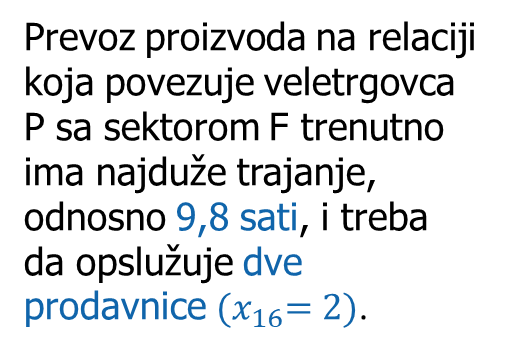 Prevoz proizvoda na relaciji
koja povezuje veletrgovca
P sa sektorom F trenutno
ima najduže trajanje,
odnosno 9,8 sati, i treba
da opslužuje dve
prodavnice (𝑥₁₆= 2).